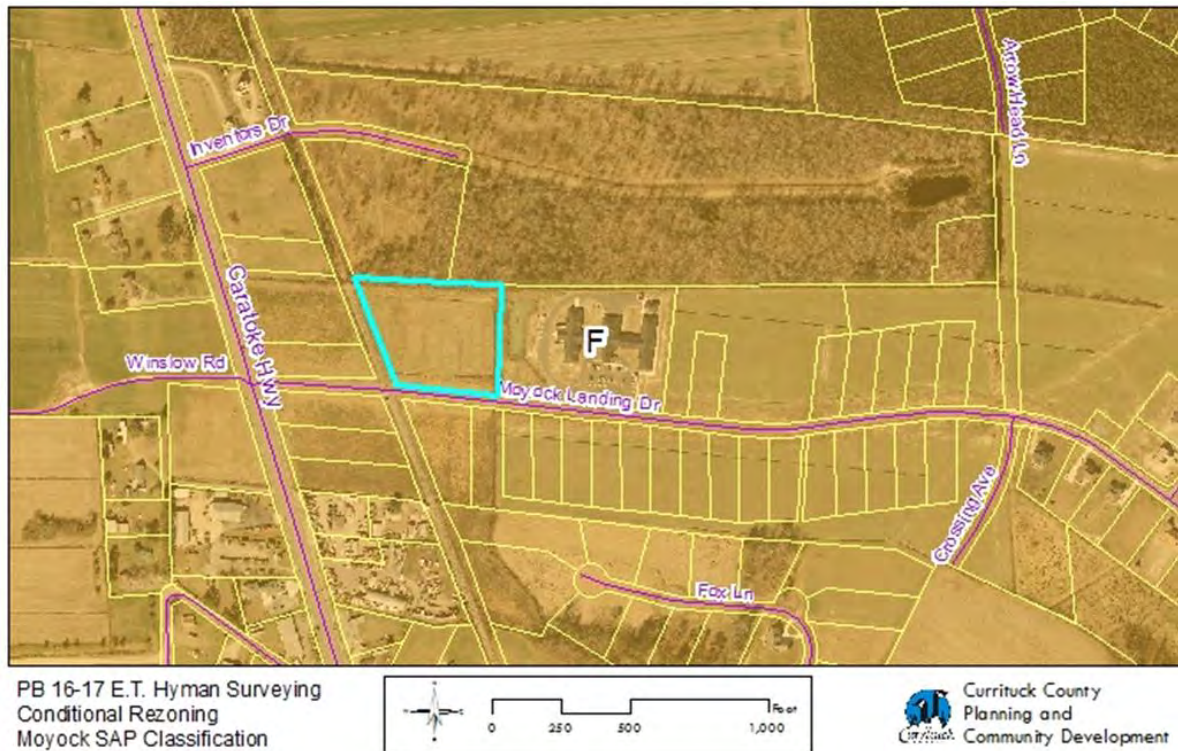 Arrow Head Ln
Inventors Dr
Caratoke Hwy
Winslow Rd
F
Moyock Landing Dr
Crossing Ave
Fox Ln
PB 16-17 E.T. Hyman Surveying
Conditional Rezoning
Moyock SAP Classification
0 250 500 1,000
Feet
Currituck
Currituck County
Planning and
Community Development